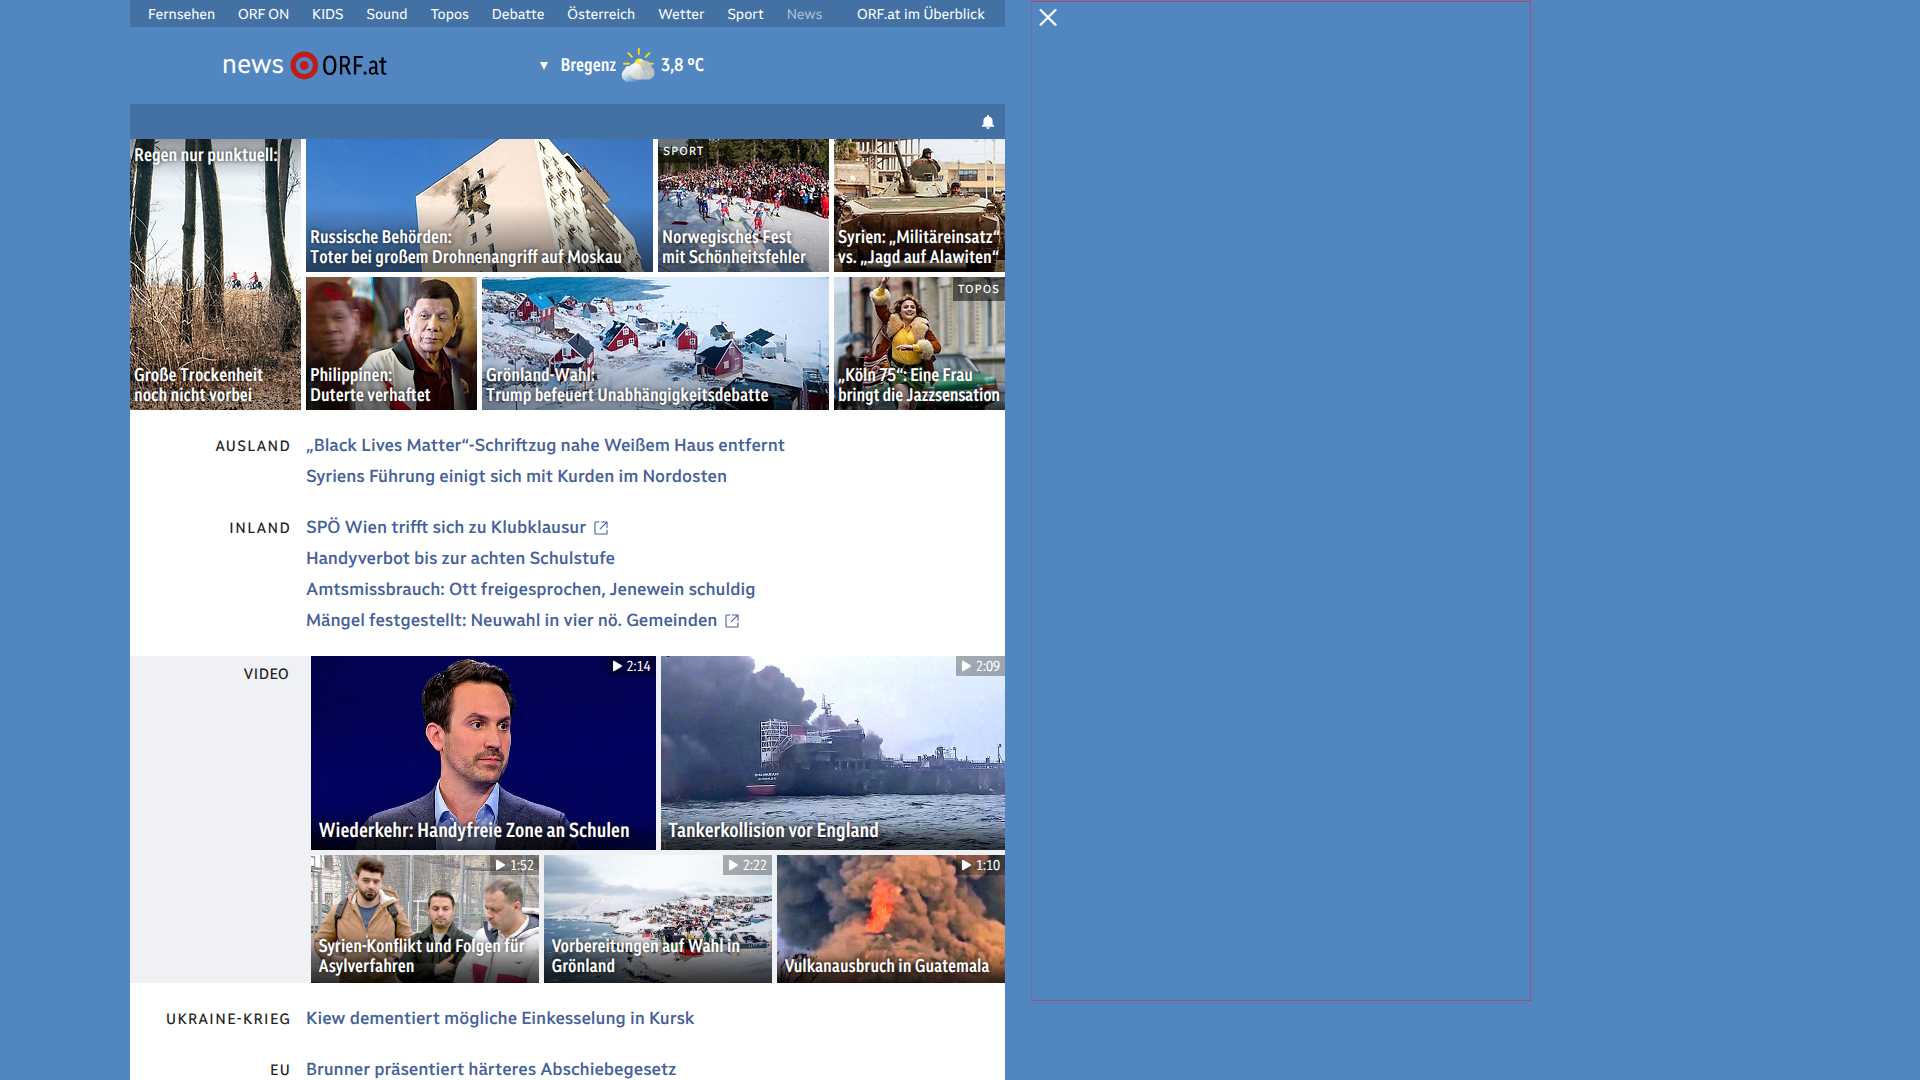 Fernsehen ORF ON KIDS Sound Topos Debatte Österreich Wetter Sport News ORF.at im Überblick
news ORF.at
Bregenz 3,8 °C
Regen nur punktuell:
Große Trockenheit
noch nicht vorbei
Russische Behörden:
Toter bei großem Drohnenangriff auf Moskau
SPORT
Norwegisches Fest
mit Schönheitsfehler
Syrien: „Militäreinsatz“
vs. „Jagd auf Alawiten“
Philippinen:
Duterte verhaftet
Grönland-Wahl:
Trump befeuert Unabhängigkeitsdebatte
TOPOS
„Köln 75“: Eine Frau
bringt die Jazzsensation
AUSLAND
„Black Lives Matter“-Schriftzug nahe Weißem Haus entfernt
Syriens Führung einigt sich mit Kurden im Nordosten
INLAND
SPÖ Wien trifft sich zu Klubklausur
Handyverbot bis zur achten Schulstufe
Amtsmissbrauch: Ott freigesprochen, Jenewein schuldig
Mängel festgestellt: Neuwahl in vier nö. Gemeinden
VIDEO
2:14
Wiederkehr: Handyfreie Zone an Schulen
2:09
Tankerkollision vor England
1:52
Syrien-Konflikt und Folgen für
Asylverfahren
2:22
Vorbereitungen auf Wahl in
Grönland
1:10
Vulkanausbruch in Guatemala
UKRAINE-KRIEG
Kiew dementiert mögliche Einkesselung in Kursk
EU
Brunner präsentiert härteres Abschiebegesetz